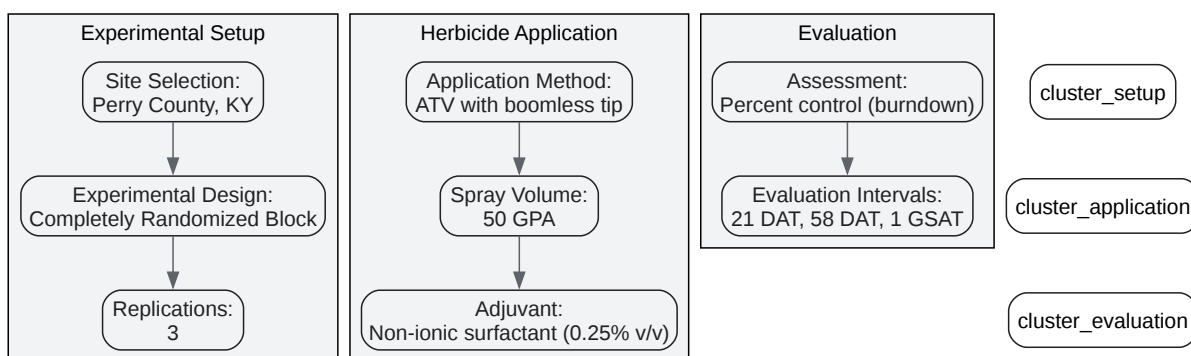 Experimental Setup
Site Selection:
Perry County, KY
Experimental Design:
Completely Randomized Block
Replications:
3
Herbicide Application
Application Method:
ATV with boomless tip
Spray Volume:
50 GPA
Adjuvant:
Non-ionic surfactant (0.25% v/v)
Evaluation
Assessment:
Percent control (burndown)
Evaluation Intervals:
21 DAT, 58 DAT, 1 GSAT
cluster_setup
cluster_application
cluster_evaluation